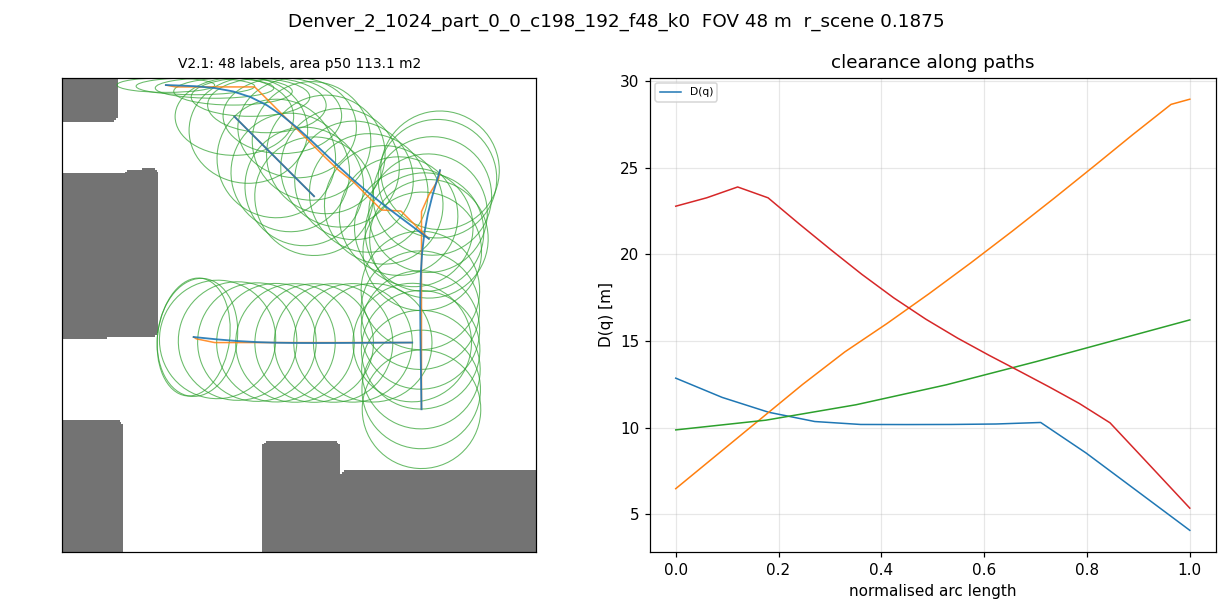 Denver_2_1024_part_0_0_c198_192_f48_k0  FOV 48 m  r_scene 0.1875
V2.1: 48 labels, area p50 113.1 m2
clearance along paths
D(q)
30
25
20
15
10
5
D(q) [m]
0.0 0.2 0.4 0.6 0.8 1.0
normalised arc length